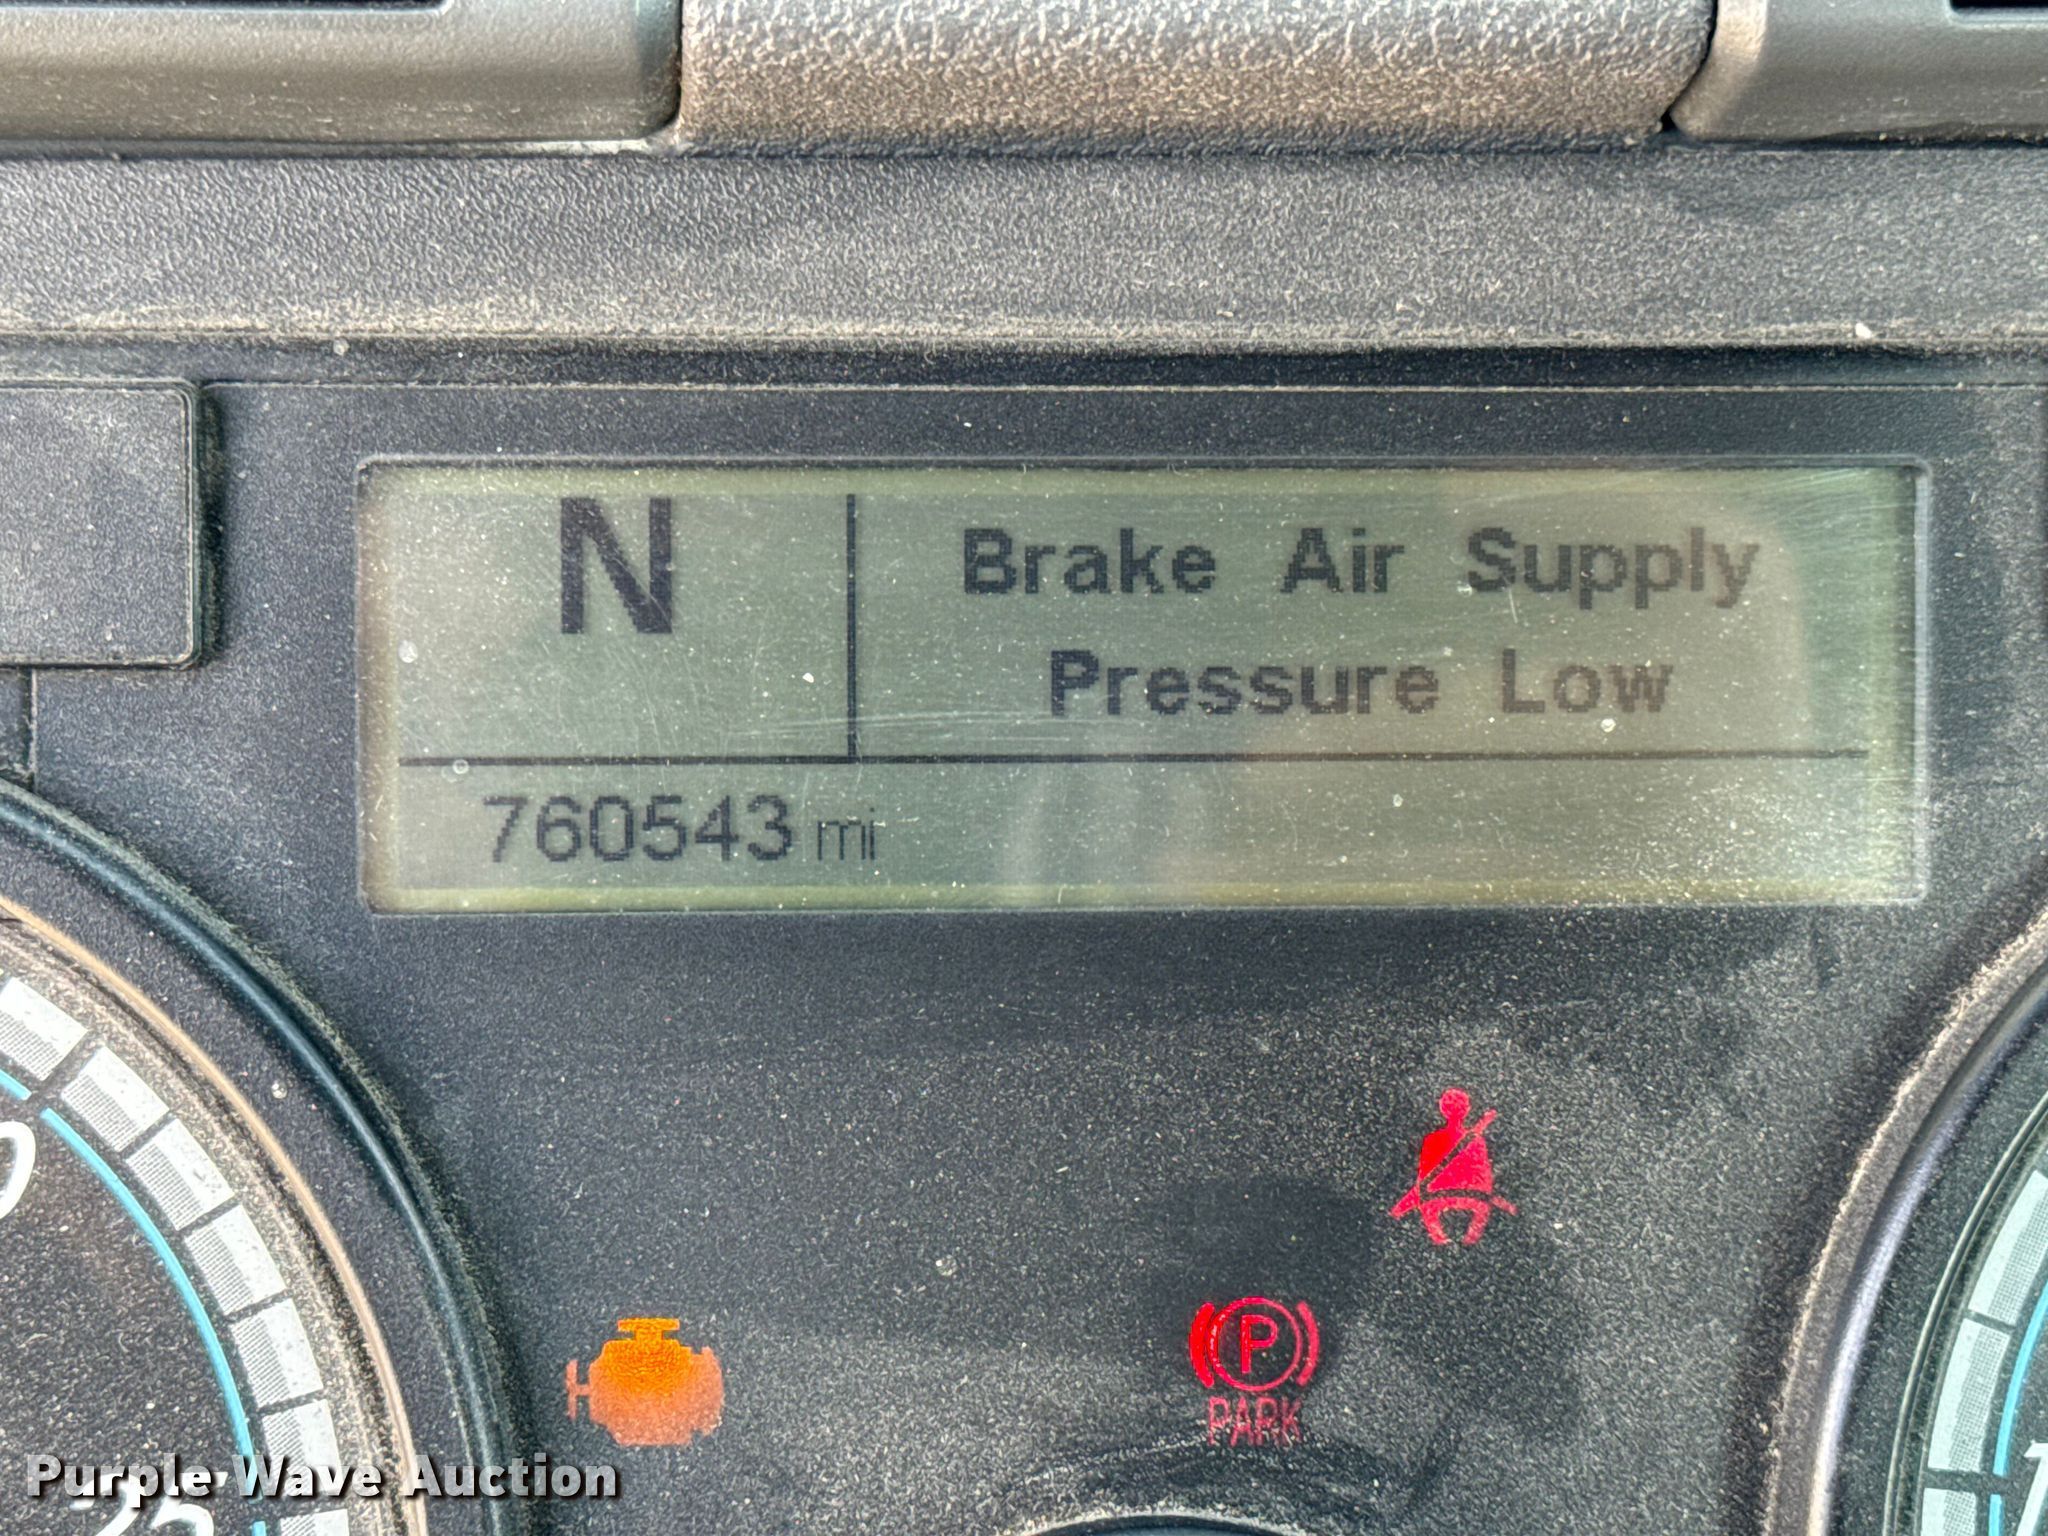 N
Brake Air Supply
Pressure Low
760543 mi
P
PARK
Purple Wave Auction